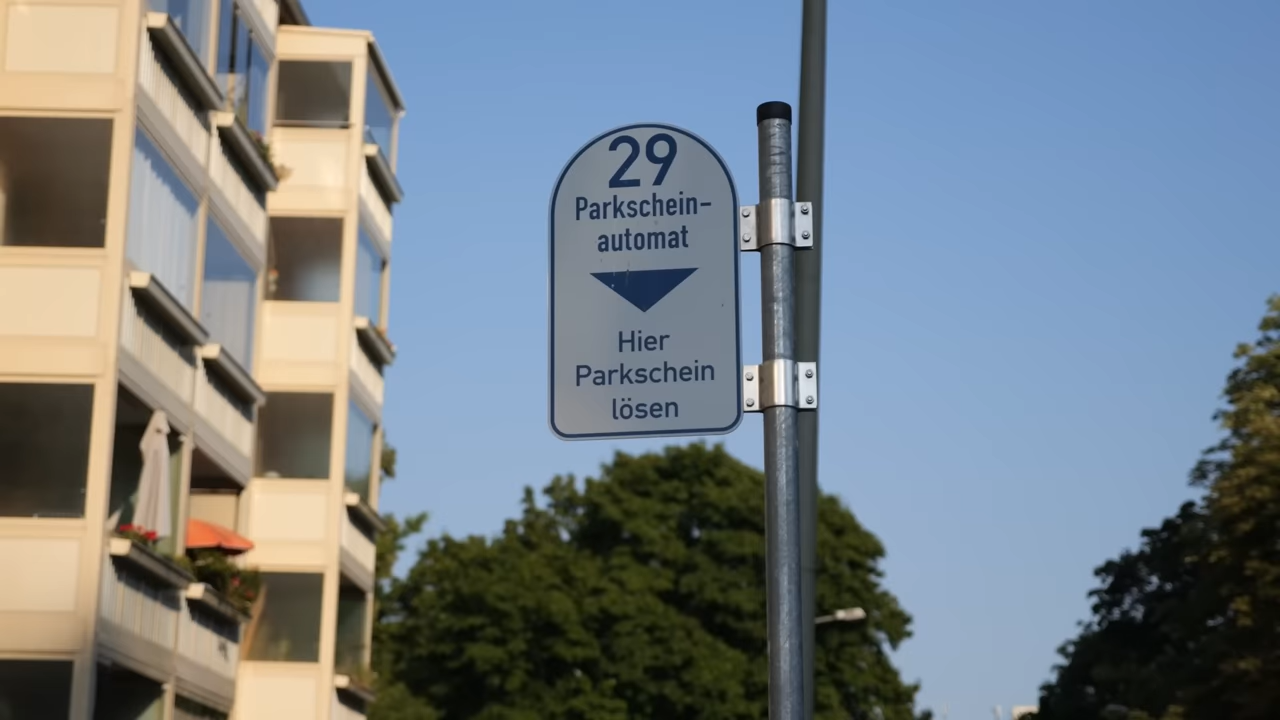 29
Parkschein-
automat
Hier
Parkschein
lösen